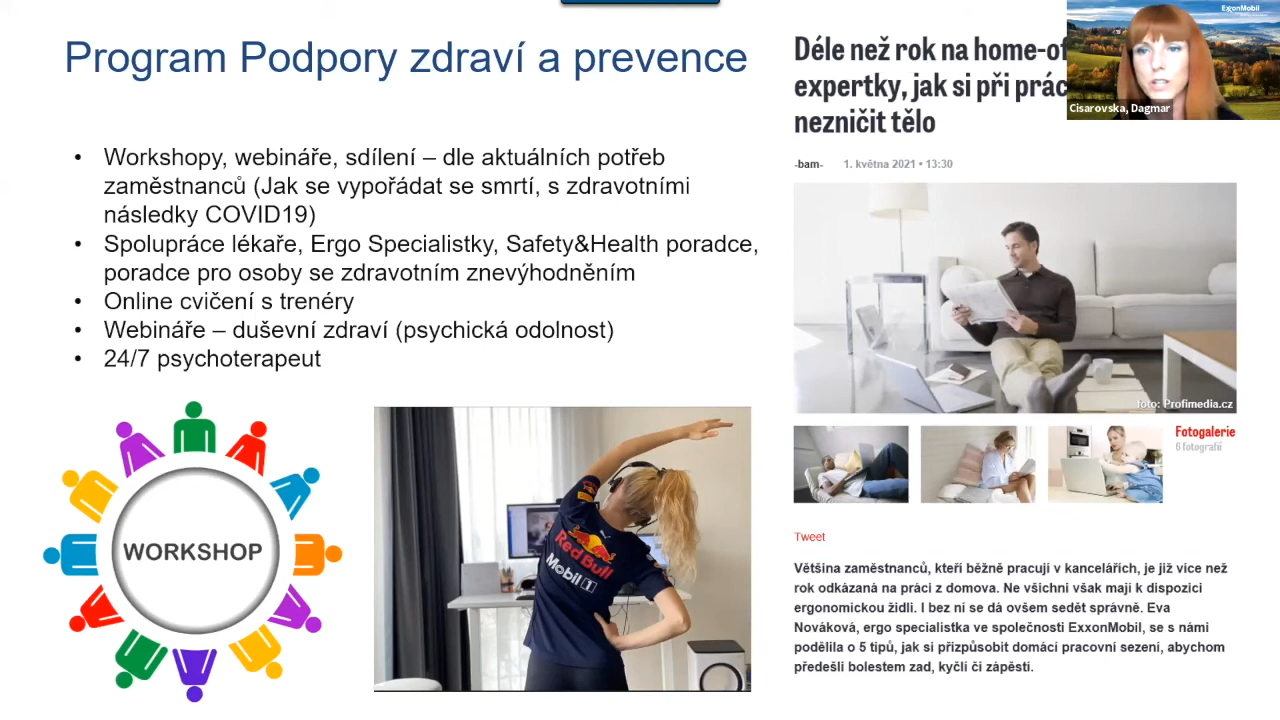 Program Podpory zdraví a prevence
• Workshopy, webináře, sdílení – dle aktuálních potřeb
zaměstnanců (Jak se vypořádat se smrtí, s zdravotními
následky COVID19)
• Spolupráce lékaře, Ergo Specialistky, Safety&Health poradce,
poradce pro osoby se zdravotním znevýhodněním
• Online cvičení s trenéry
• Webináře – duševní zdraví (psychická odolnost)
• 24/7 psychoterapeut
WORKSHOP
Red Bull
Mobil 1
Déle než rok na home-of
expertky, jak si při prác
nezničit tělo
-bam- 1. května 2021 • 13:30
foto: Profimedia.cz
Fotogalerie
6 fotografií
Tweet
Většina zaměstnanců, kteří běžně pracují v kancelářích, je již více než
rok odkázaná na práci z domova. Ne všichni však mají k dispozici
ergonomickou židli. I bez ní se dá ovšem sedět správně. Eva
Nováková, ergo specialistka ve společnosti ExxonMobil, se s námi
podělila o 5 tipů, jak si přizpůsobit domácí pracovní sezení, abychom
předešli bolestem zad, kyčlí či zápěstí.
ExxonMobil
Cisarovska, Dagmar